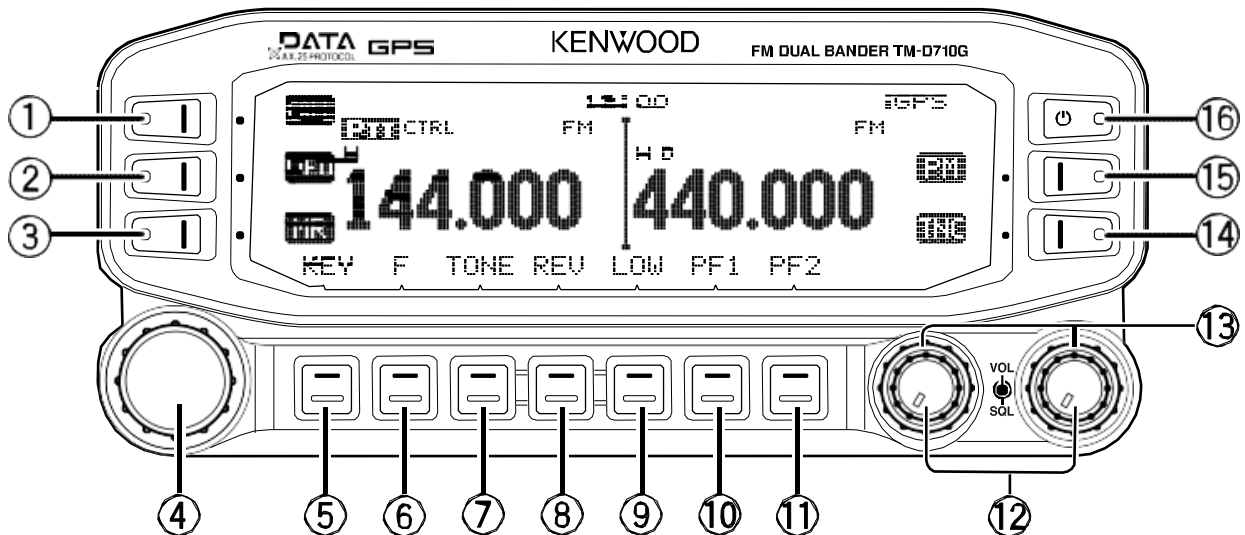 DATA GPS KENWOOD FM DUAL BANDER TM-D710G
AX.25 PROTOCOL
CTRL FM FM
H D
144.000 440.000
KEY F TONE REV LOW PF1 PF2
PM
TNC
VOL
SQL
1
2
3
4
5
6
7
8
9
10
11
12
13
14
15
16